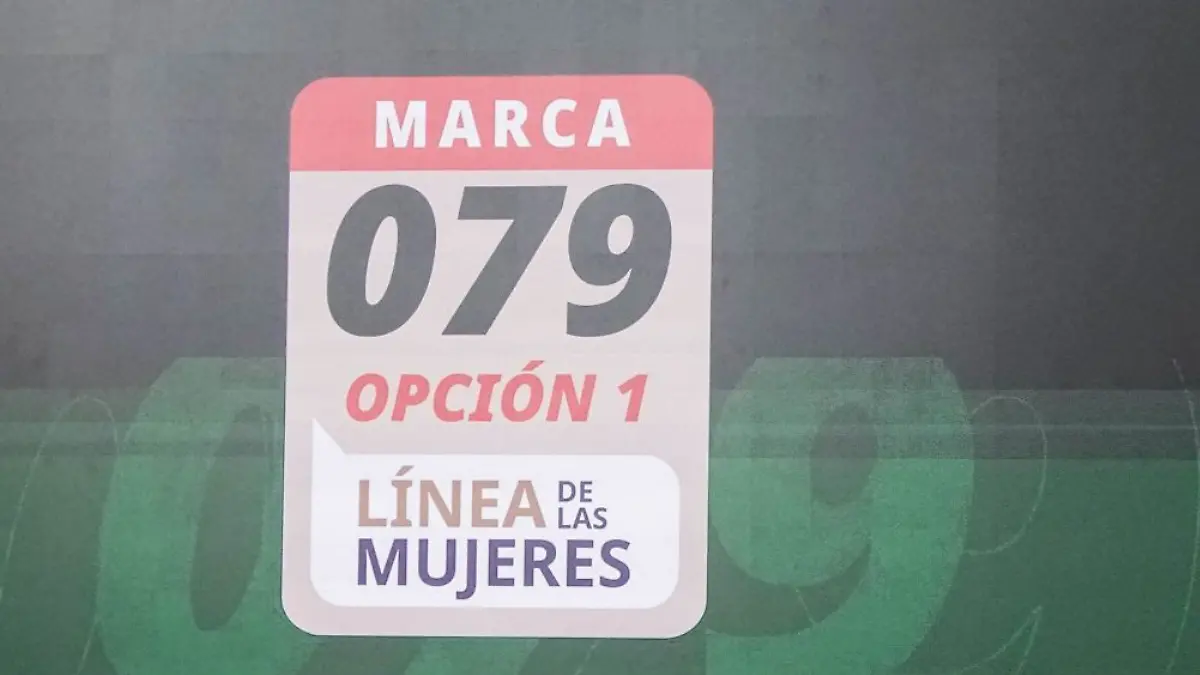 MARCA
079
OPCIÓN 1
LÍNEA DE LAS
MUJERES